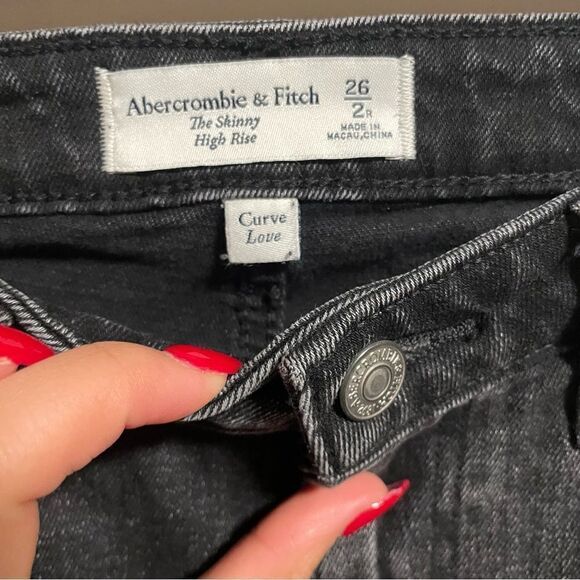 Abercrombie & Fitch
The Skinny
High Rise
26
2R
MADE IN
MACAU, CHINA
Curve
Love